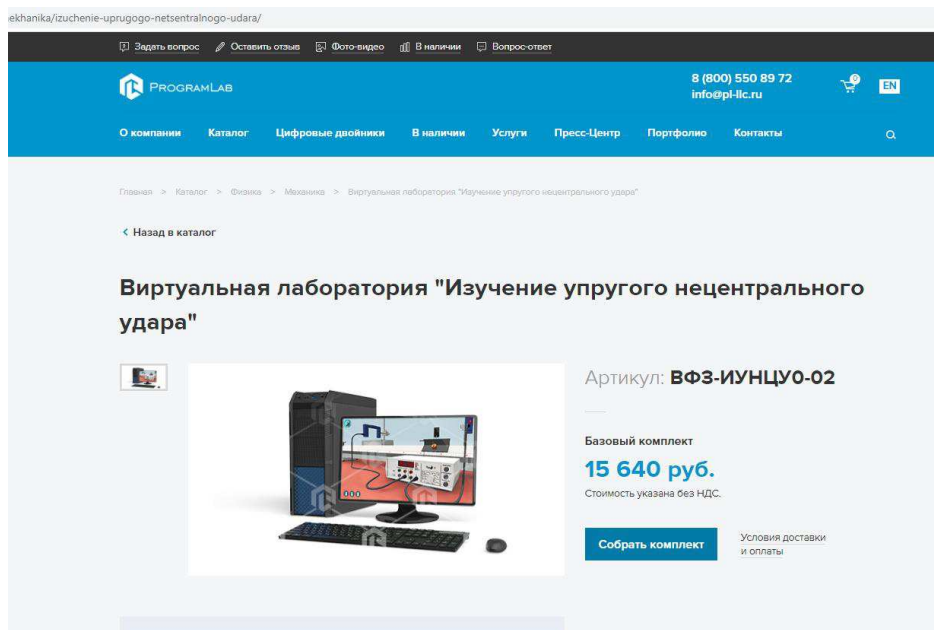 ekhanika/izuchenie-uprugogo-netsentralnogo-udara/
Задать вопрос Оставить отзыв Фото-видео В наличии Вопрос-ответ
PROGRAMLAB
8 (800) 550 89 72
info@pl-llc.ru
0
EN
О компании Каталог Цифровые двойники В наличии Услуги Пресс-Центр Портфолио Контакты
Главная > Каталог > Физика > Механика > Виртуальная лаборатория "Изучение упругого нецентрального удара"
< Назад в каталог
Виртуальная лаборатория "Изучение упругого нецентрального
удара"
Артикул: ВФЗ-ИУНЦУ0-02
Базовый комплект
15 640 руб.
Стоимость указана без НДС.
Собрать комплект
Условия доставки
и оплаты